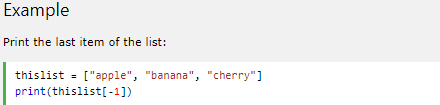 Example
Print the last item of the list:
thislist = ["apple", "banana", "cherry"]
print(thislist[-1])